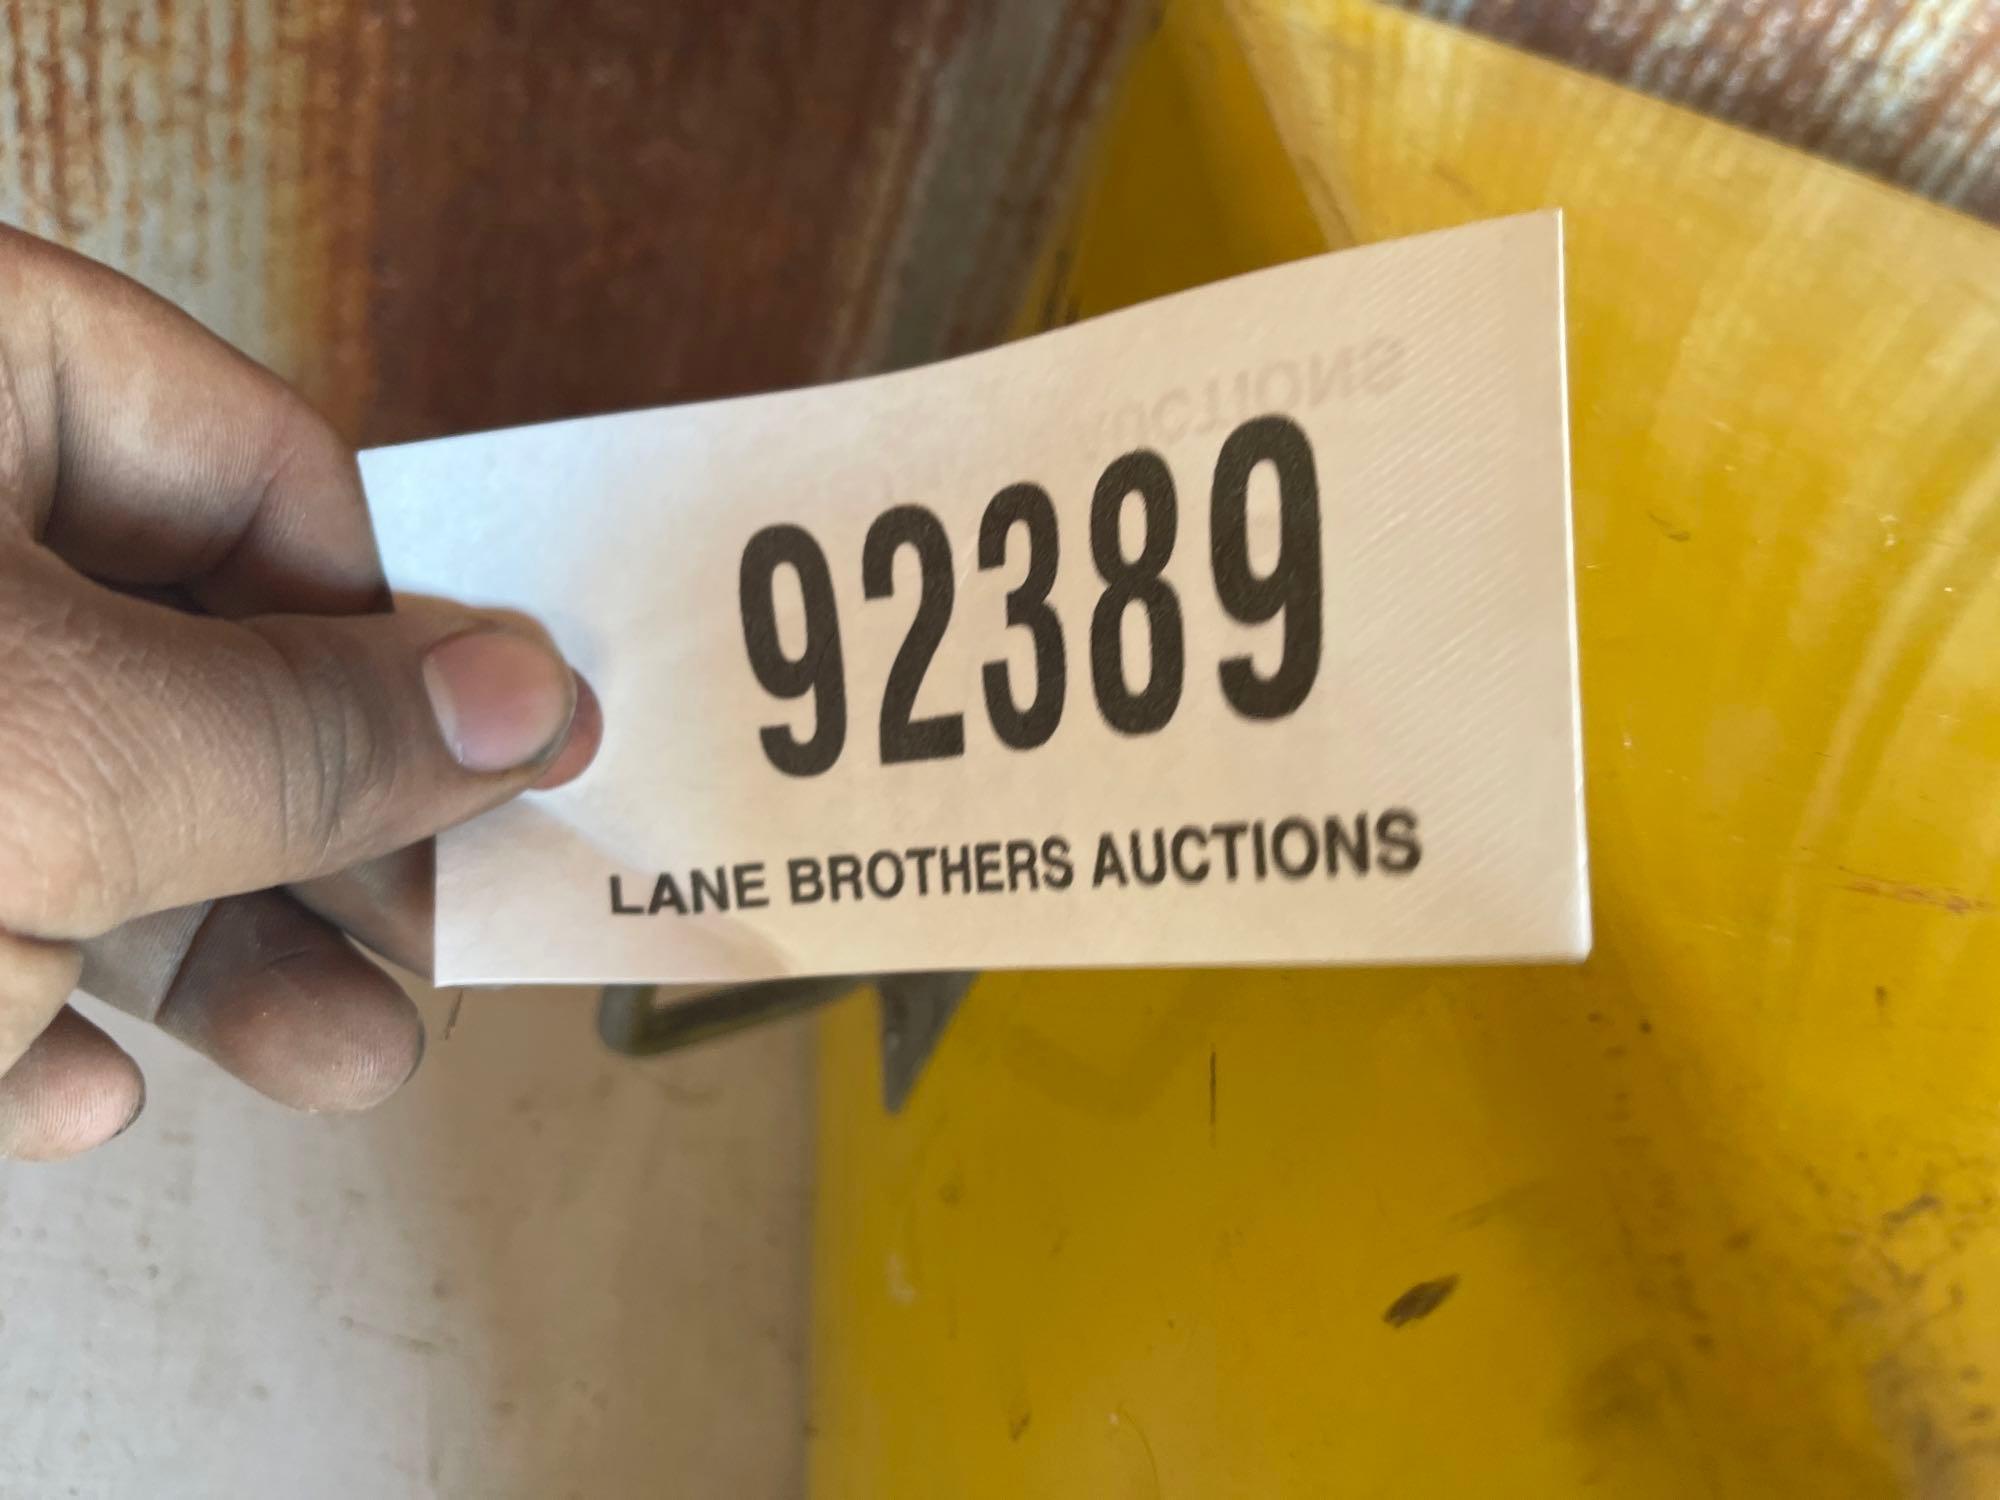 92389
LANE BROTHERS AUCTIONS